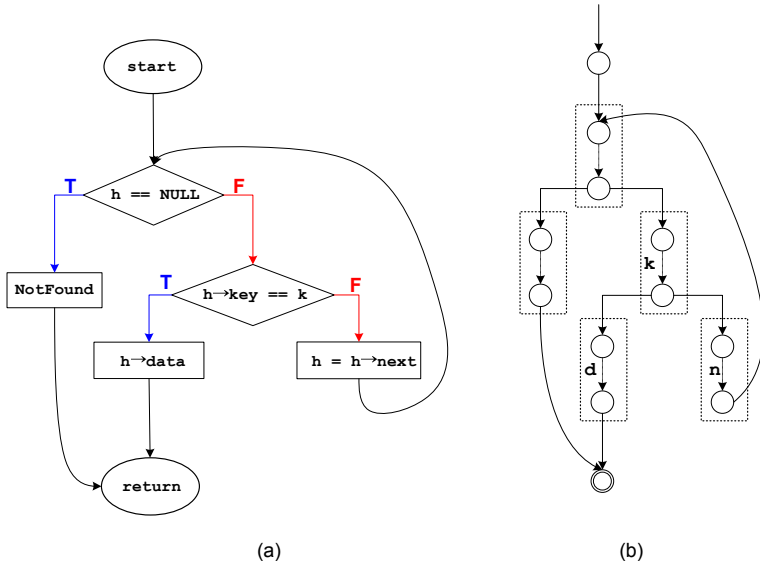 start
T
h == NULL
F
NotFound
T
h→key == k
F
h→data
h = h→next
return
(a)
k
d
n
(b)